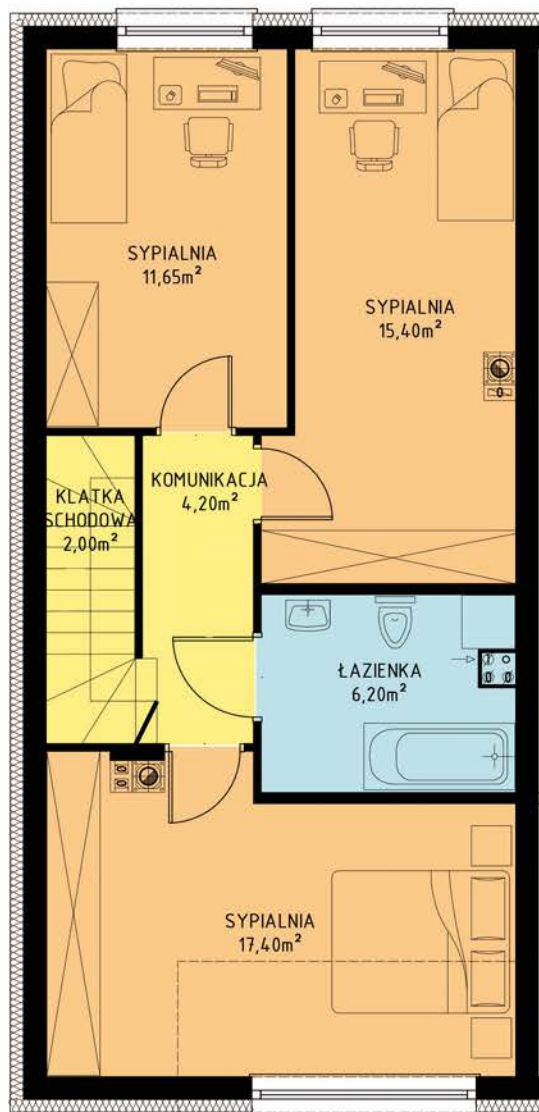 SYPIALNIA
11,65m²
SYPIALNIA
15,40m²
KOMUNIKACJA
4,20m²
KLATKA
SCHODOWA
2,00m²
ŁAZIENKA
6,20m²
SYPIALNIA
17,40m²